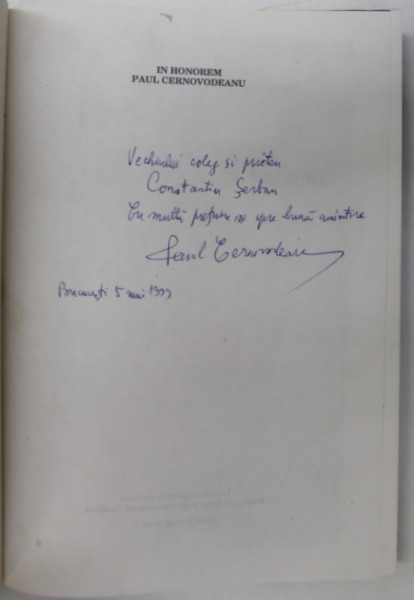 IN HONOREM
PAUL CERNOVODEANU
Vechiului coleg și prieten
Constantin Șerban
Cu multă prețuire și spre bună amintire
Paul Cernovodeanu
București 5 mai 1999